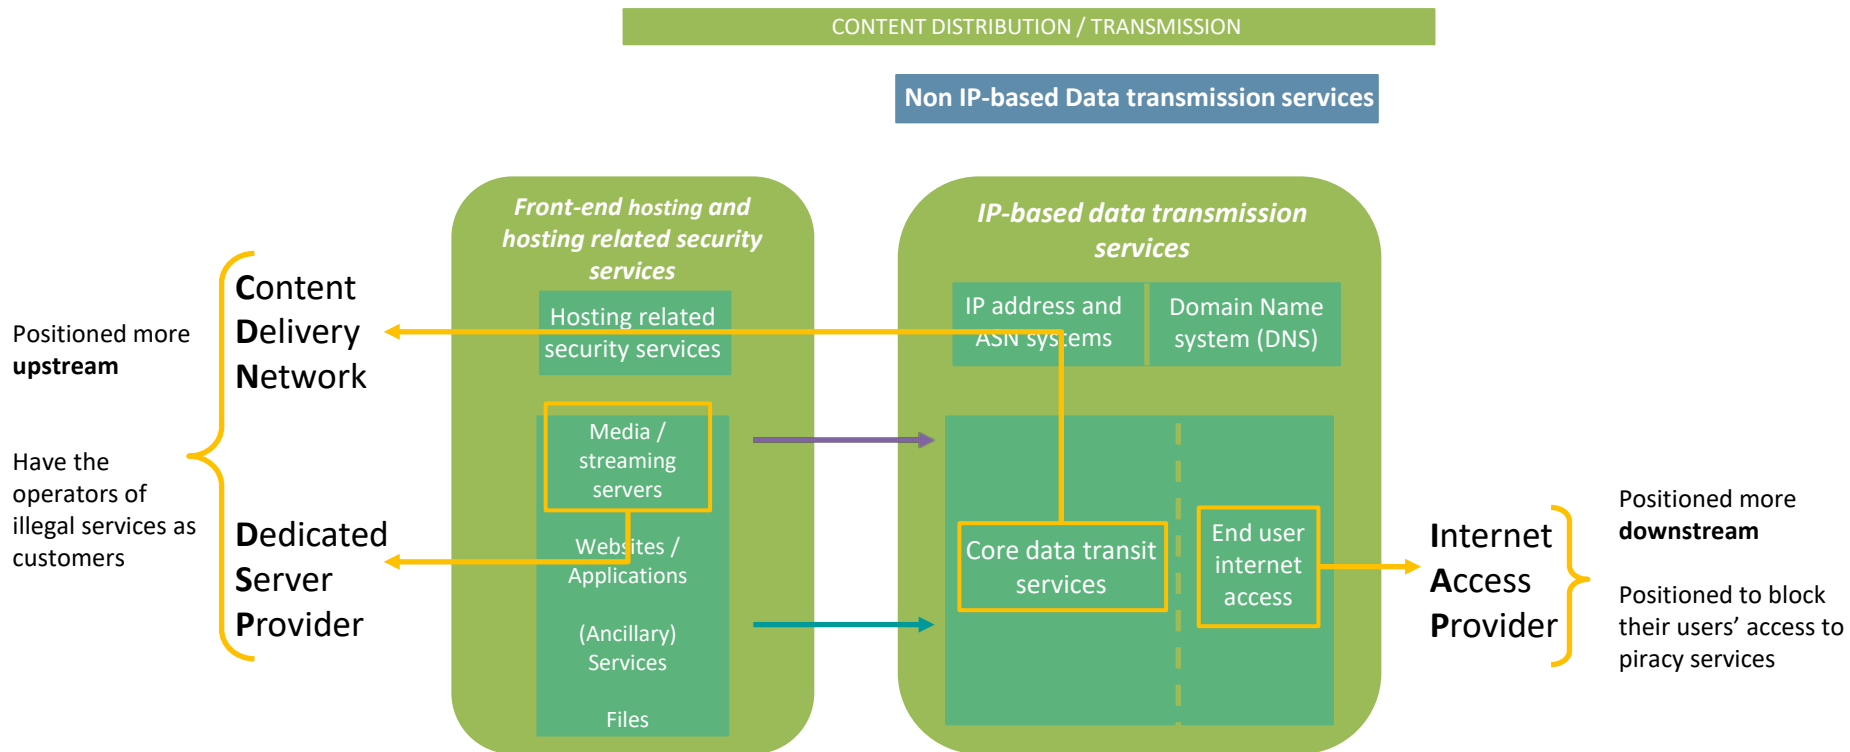 CONTENT DISTRIBUTION / TRANSMISSION
Non IP-based Data transmission services
Front-end hosting and
hosting related security
services
IP-based data transmission
services
Positioned more
upstream
Have the
operators of
illegal services as
customers
Content
Delivery
Network
Dedicated
Server
Provider
Hosting related
security services
Media /
streaming
servers
Websites /
Applications
(Ancillary)
Services
Files
IP address and
ASN systems
Domain Name
system (DNS)
Core data transit
services
End user
internet
access
Internet
Access
Provider
Positioned more
downstream
Positioned to block
their users’ access to
piracy services